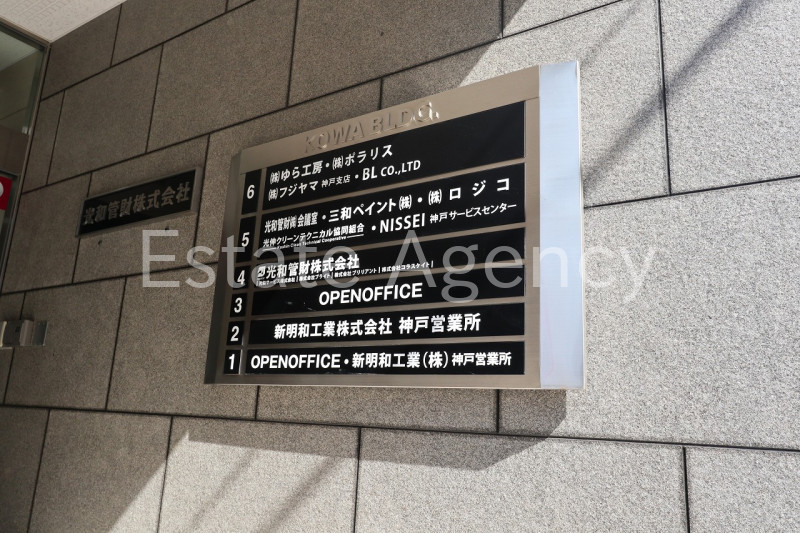 KOWA BLDG.
6
㈱ゆら工房・㈱ポラリス
㈱フジヤマ 神戸支店・BL CO.,LTD
5
光和管財㈱ 会議室・三和ペイント㈱・㈱ロジコ
光伸クリーンテクニカル協同組合・NISSEI 神戸サービスセンター
4
光和管財株式会社
3
OPENOFFICE
2
新明和工業株式会社 神戸営業所
1
OPENOFFICE・新明和工業(株)神戸営業所
光和管財株式会社
Estate Agency